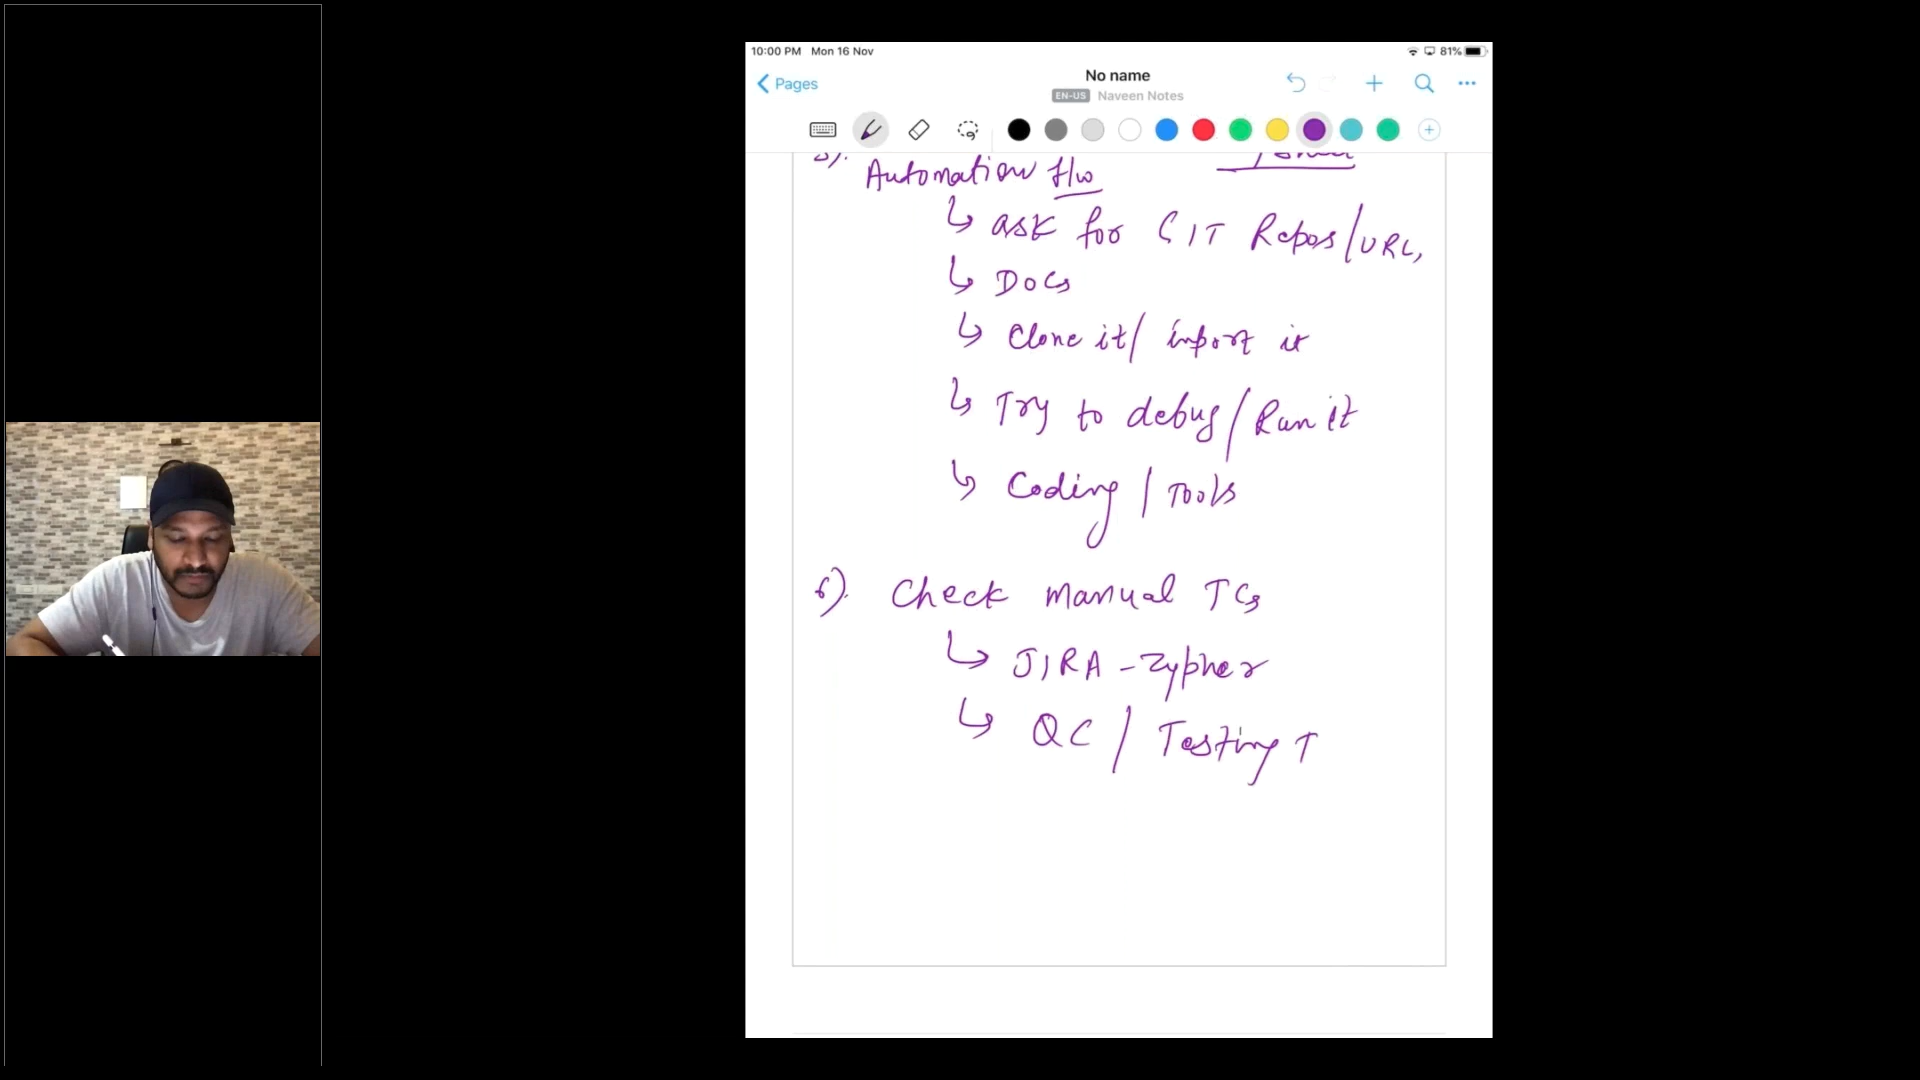 10:00 PM Mon 16 Nov
81%
Pages
No name
EN-US Naveen Notes
5).
Automation f/w
ask for GIT Repos/URL,
DOCs
Clone it/ import it
Try to debug/Run it
Coding / Tools
6). Check manual TCs
JIRA - Zypher
QC / Testing T